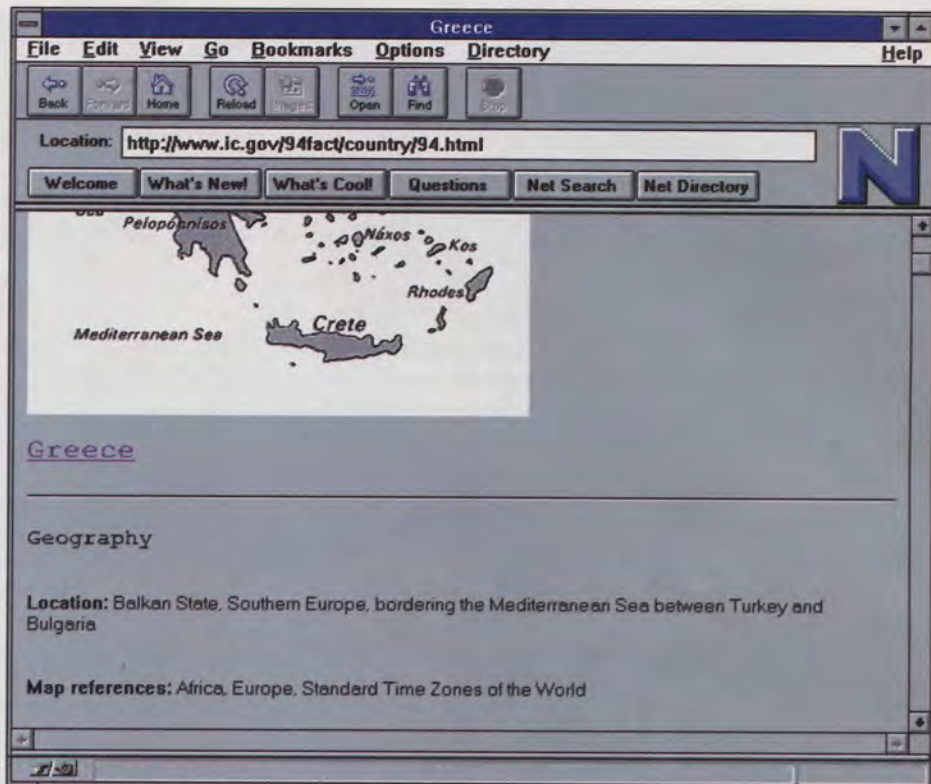 Greece
File Edit View Go Bookmarks Options Directory Help
Back Forward Home Reload Images Open Find Stop
Location: http://www.ic.gov/94fact/country/94.html
Welcome What's New! What's Cool! Questions Net Search Net Directory
N
Sea
Pelopónnisos
Náxos
Kos
Rhodes
Crete
Mediterranean Sea
Greece
Geography
Location: Balkan State, Southern Europe, bordering the Mediterranean Sea between Turkey and
Bulgaria
Map references: Africa, Europe, Standard Time Zones of the World